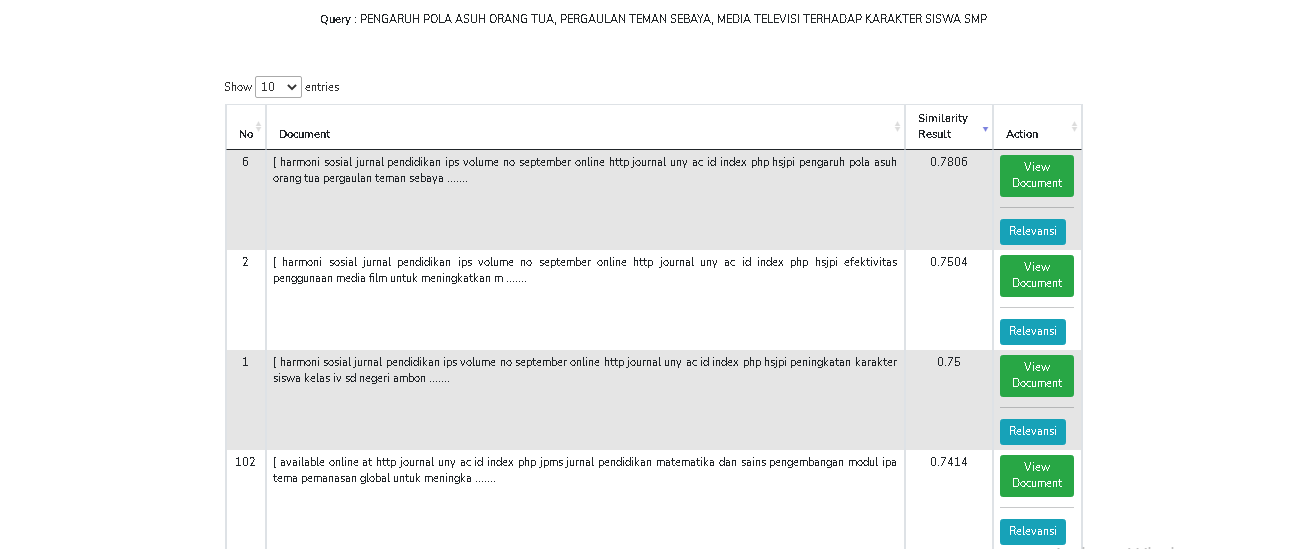 Query : PENGARUH POLA ASUH ORANG TUA, PERGAULAN TEMAN SEBAYA, MEDIA TELEVISI TERHADAP KARAKTER SISWA SMP
Show 10 entries
No Document Similarity Result Action
6 [ harmoni sosial jurnal pendidikan ips volume no september online http journal uny ac id index php hsjpi pengaruh pola asuh 0.7806 View
orang tua pergaulan teman sebaya ....... Document
Relevansi
2 [ harmoni sosial jurnal pendidikan ips volume no september online http journal uny ac id index php hsjpi efektivitas 0.7504 View
penggunaan media film untuk meningkatkan m ....... Document
Relevansi
1 [ harmoni sosial jurnal pendidikan ips volume no september online http journal uny ac id index php hsjpi peningkatan karakter 0.75 View
siswa kelas iv sd negeri ambon ....... Document
Relevansi
102 [ available online at http journal uny ac id index php jpms jurnal pendidikan matematika dan sains pengembangan modul ipa 0.7414 View
tema pemanasan global untuk meningka ....... Document
Relevansi